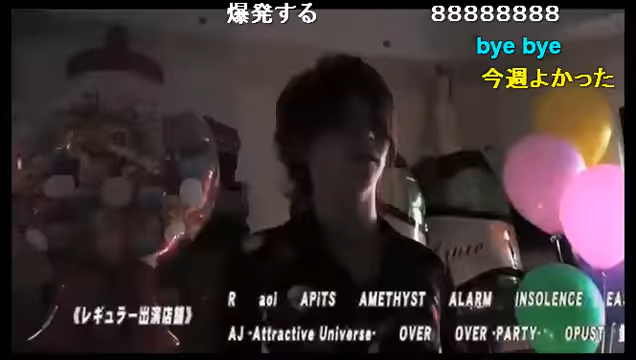 爆発する 88888888
bye bye
今週よかった
R aoi APiTS AMETHYST ALARM INSOLENCE EA
《レギュラー出演店舗》
AJ -Attractive Universe- OVER OVER -PARTY- OPUST